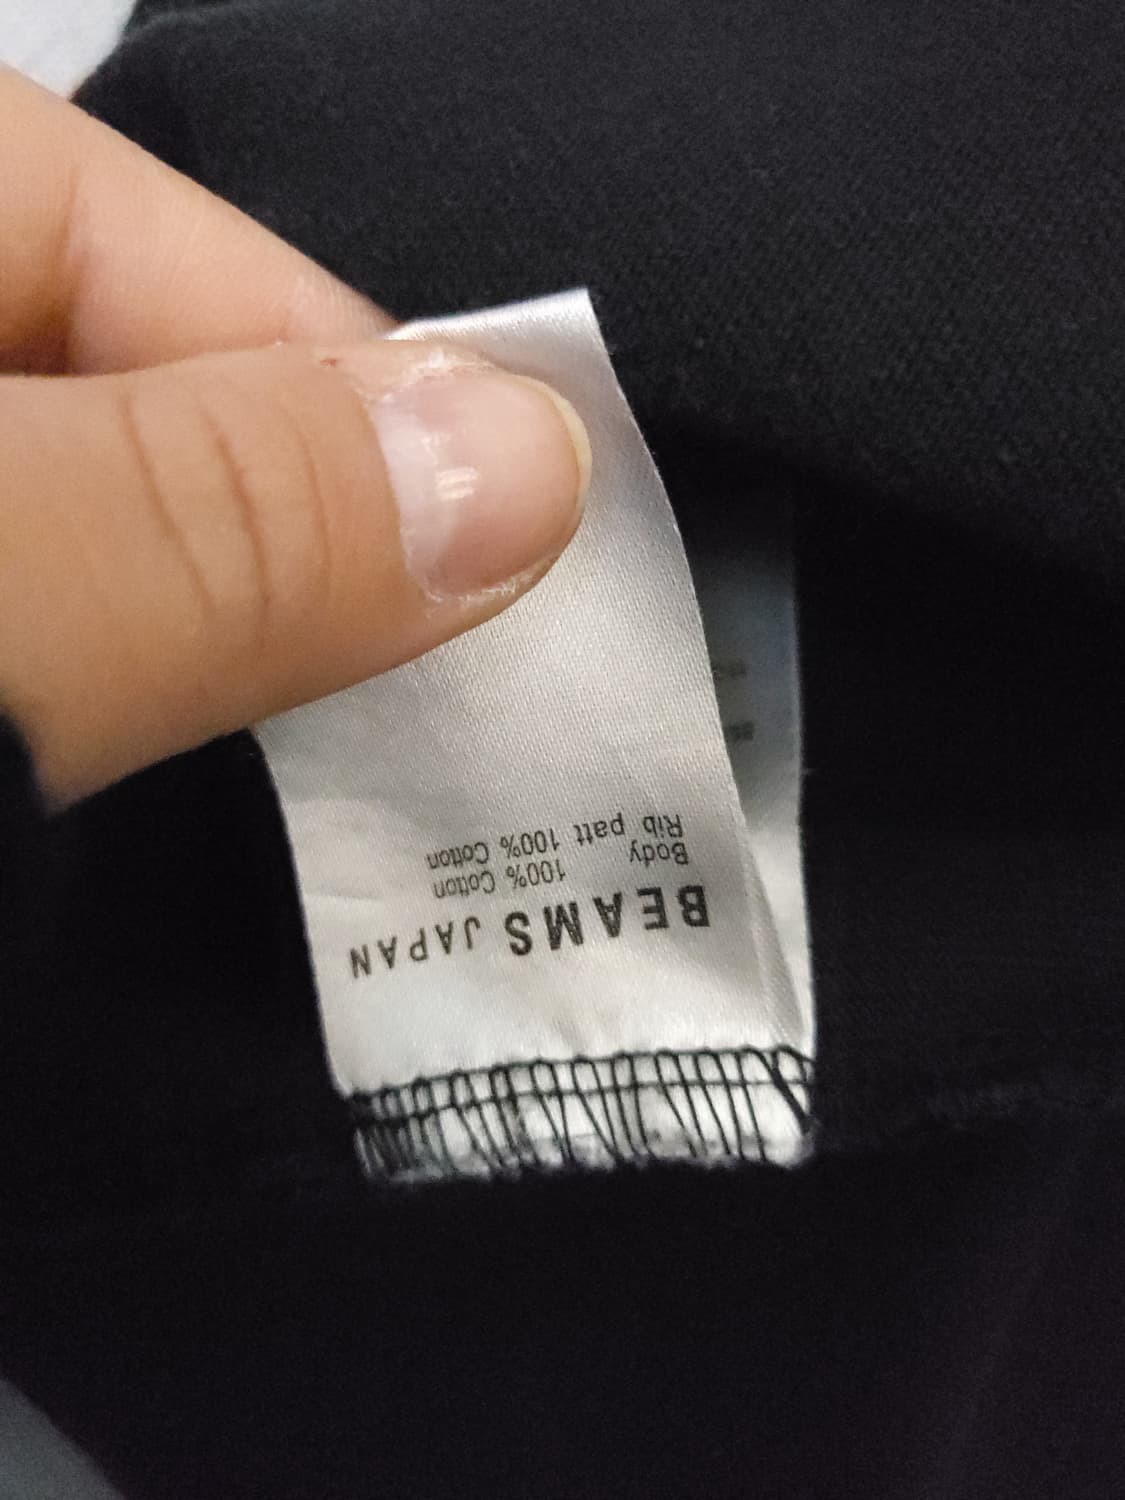 BEAMS JAPAN
Body 100% Cotton
Rib patt 100% Cotton